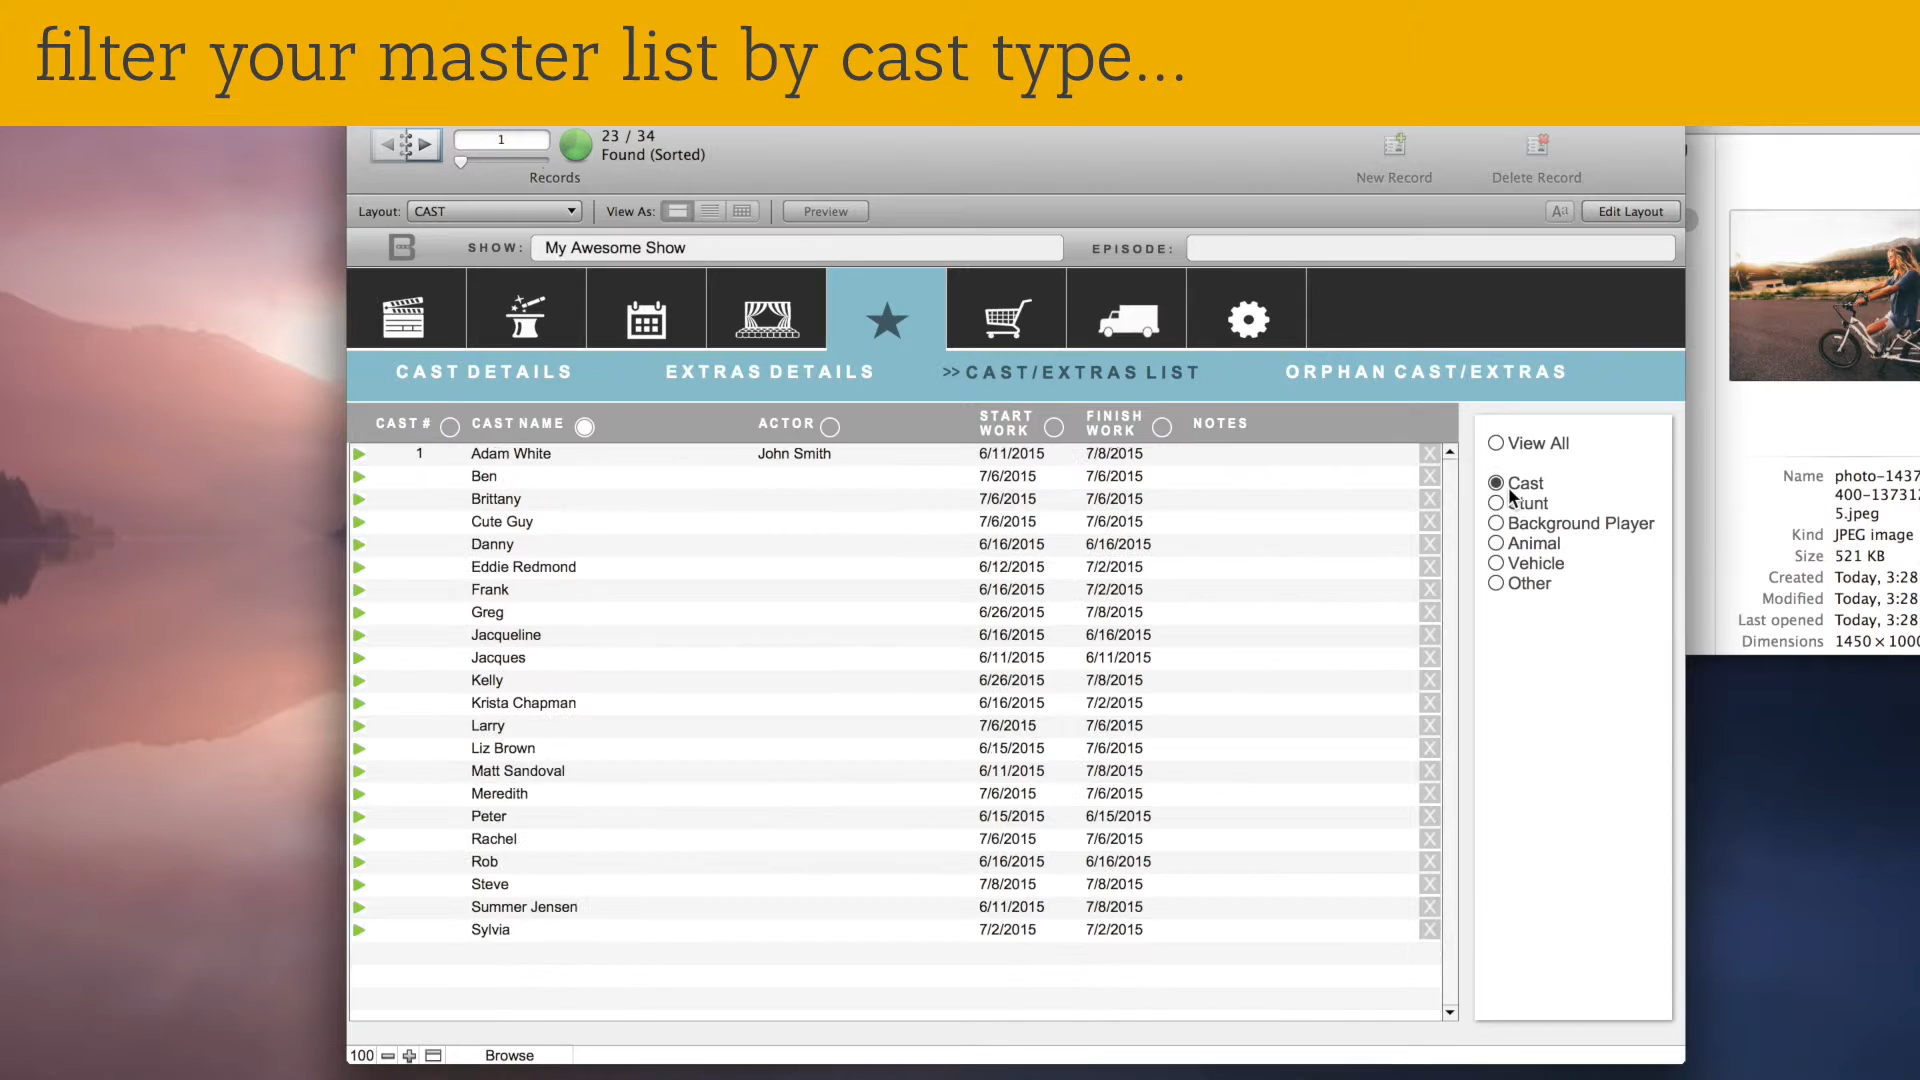 filter your master list by cast type...
1
23 / 34
Found (Sorted)
Records
New Record
Delete Record
Layout: CAST View As: Preview Aa Edit Layout
SHOW: My Awesome Show EPISODE:
CAST DETAILS EXTRAS DETAILS >> CAST/EXTRAS LIST ORPHAN CAST/EXTRAS
CAST # CAST NAME ACTOR START WORK FINISH WORK NOTES
1 Adam White John Smith 6/11/2015 7/8/2015 X
Ben 7/6/2015 7/6/2015 X
Brittany 7/6/2015 7/6/2015 X
Cute Guy 7/6/2015 7/6/2015 X
Danny 6/16/2015 6/16/2015 X
Eddie Redmond 6/12/2015 7/2/2015 X
Frank 6/16/2015 7/2/2015 X
Greg 6/26/2015 7/8/2015 X
Jacqueline 6/16/2015 6/16/2015 X
Jacques 6/11/2015 6/11/2015 X
Kelly 6/26/2015 7/8/2015 X
Krista Chapman 6/16/2015 7/2/2015 X
Larry 7/6/2015 7/6/2015 X
Liz Brown 6/15/2015 7/6/2015 X
Matt Sandoval 6/11/2015 7/8/2015 X
Meredith 7/6/2015 7/6/2015 X
Peter 6/15/2015 6/15/2015 X
Rachel 7/6/2015 7/6/2015 X
Rob 6/16/2015 6/16/2015 X
Steve 7/8/2015 7/8/2015 X
Summer Jensen 6/11/2015 7/8/2015 X
Sylvia 7/2/2015 7/2/2015 X
View All
Cast
Stunt
Background Player
Animal
Vehicle
Other
Name photo-1437
400-137312
5.jpeg
Kind JPEG image
Size 521 KB
Created Today, 3:28
Modified Today, 3:28
Last opened Today, 3:28
Dimensions 1450 × 1000
100 Browse